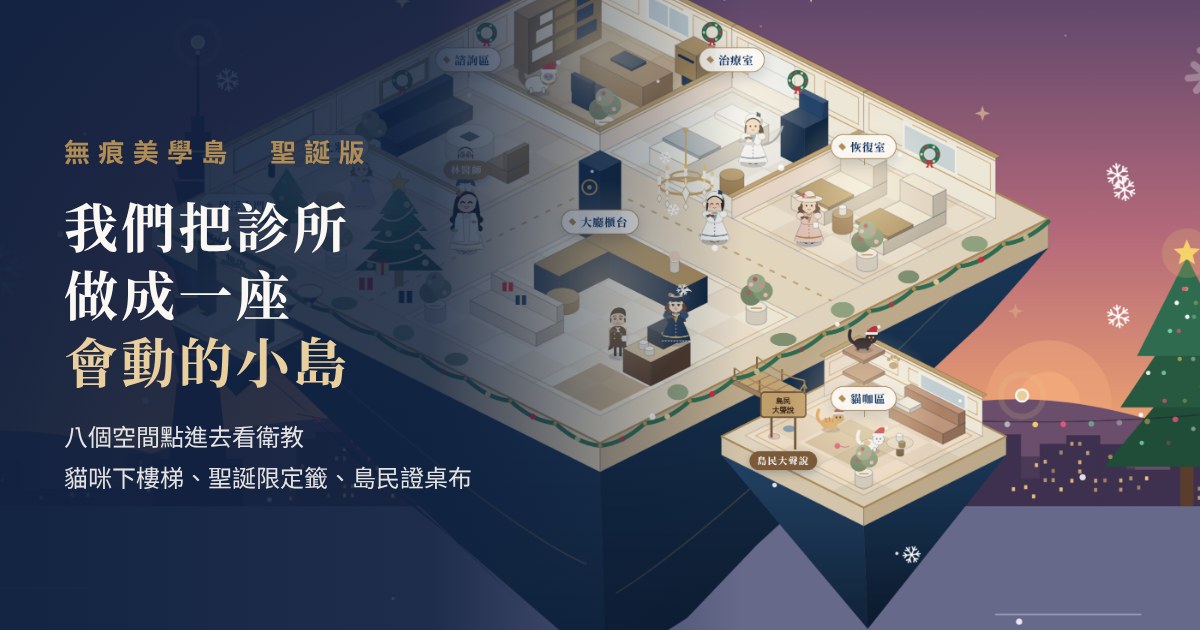 無痕美學島 聖誕版
我們把診所
做成一座
會動的小島
八個空間點進去看衛教
貓咪下樓梯、聖誕限定籤、島民證桌布
諮詢區
治療室
恢復室
大廳櫃台
貓咖區
島民
大聲說
島民大聲說